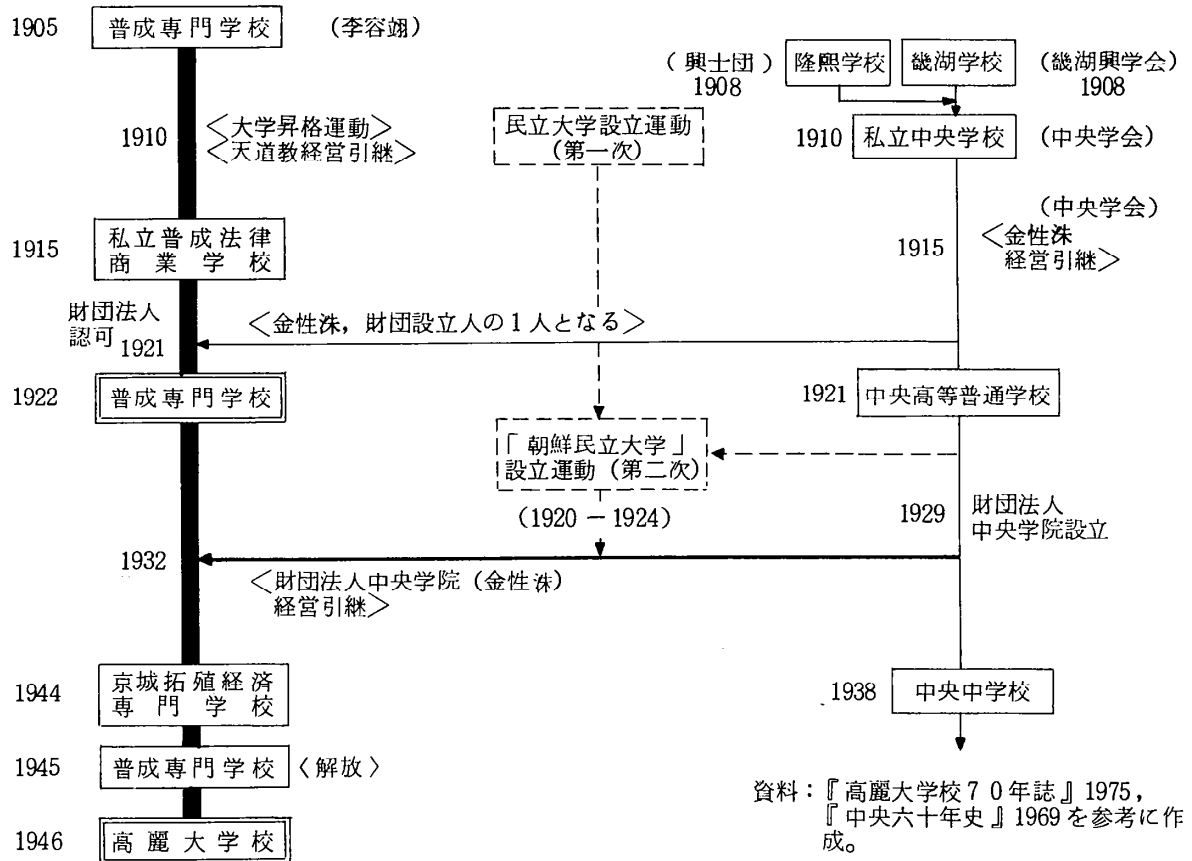 1905 普成専門学校 (李容翊)
(興士団) 1908 隆熙学校 畿湖学校 (畿湖興学会) 1908
1910 <大学昇格運動>
<天道教経営引継>
民立大学設立運動
(第一次)
1910 私立中央学校 (中央学会)
1915 私立普成法律
商業学校
(中央学会)
1915 <金性洙
経営引継>
財団法人
認可 1921
<金性洙,財団設立人の1人となる>
1922 普成専門学校
1921 中央高等普通学校
「朝鮮民立大学」
設立運動(第二次)
(1920-1924)
1929 財団法人
中央学院設立
1932
<財団法人中央学院(金性洙)
経営引継>
1944 京城拓殖経済
専門学校
1938 中央中学校
1945 普成専門学校 〈解放〉
1946 高麗大学校
資料:『高麗大学校70年誌』1975,
『中央六十年史』1969を参考に作
成。